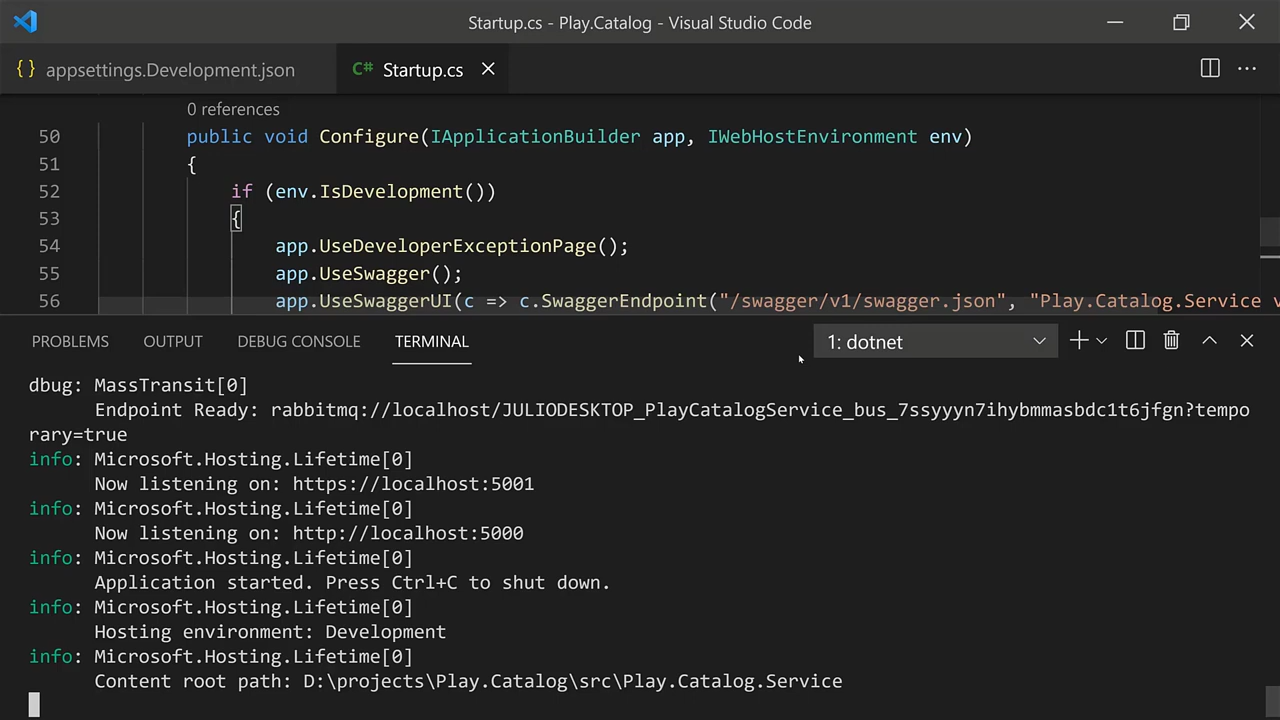 Startup.cs - Play.Catalog - Visual Studio Code
{} appsettings.Development.json
C# Startup.cs
0 references
50 public void Configure(IApplicationBuilder app, IWebHostEnvironment env)
51 {
52 if (env.IsDevelopment())
53 {
54 app.UseDeveloperExceptionPage();
55 app.UseSwagger();
56 app.UseSwaggerUI(c => c.SwaggerEndpoint("/swagger/v1/swagger.json", "Play.Catalog.Service v
PROBLEMS OUTPUT DEBUG CONSOLE TERMINAL 1: dotnet
dbug: MassTransit[0]
Endpoint Ready: rabbitmq://localhost/JULIODESKTOP_PlayCatalogService_bus_7ssyyyn7ihybmmasbdc1t6jfgn?tempo
rary=true
info: Microsoft.Hosting.Lifetime[0]
Now listening on: https://localhost:5001
info: Microsoft.Hosting.Lifetime[0]
Now listening on: http://localhost:5000
info: Microsoft.Hosting.Lifetime[0]
Application started. Press Ctrl+C to shut down.
info: Microsoft.Hosting.Lifetime[0]
Hosting environment: Development
info: Microsoft.Hosting.Lifetime[0]
Content root path: D:\projects\Play.Catalog\src\Play.Catalog.Service